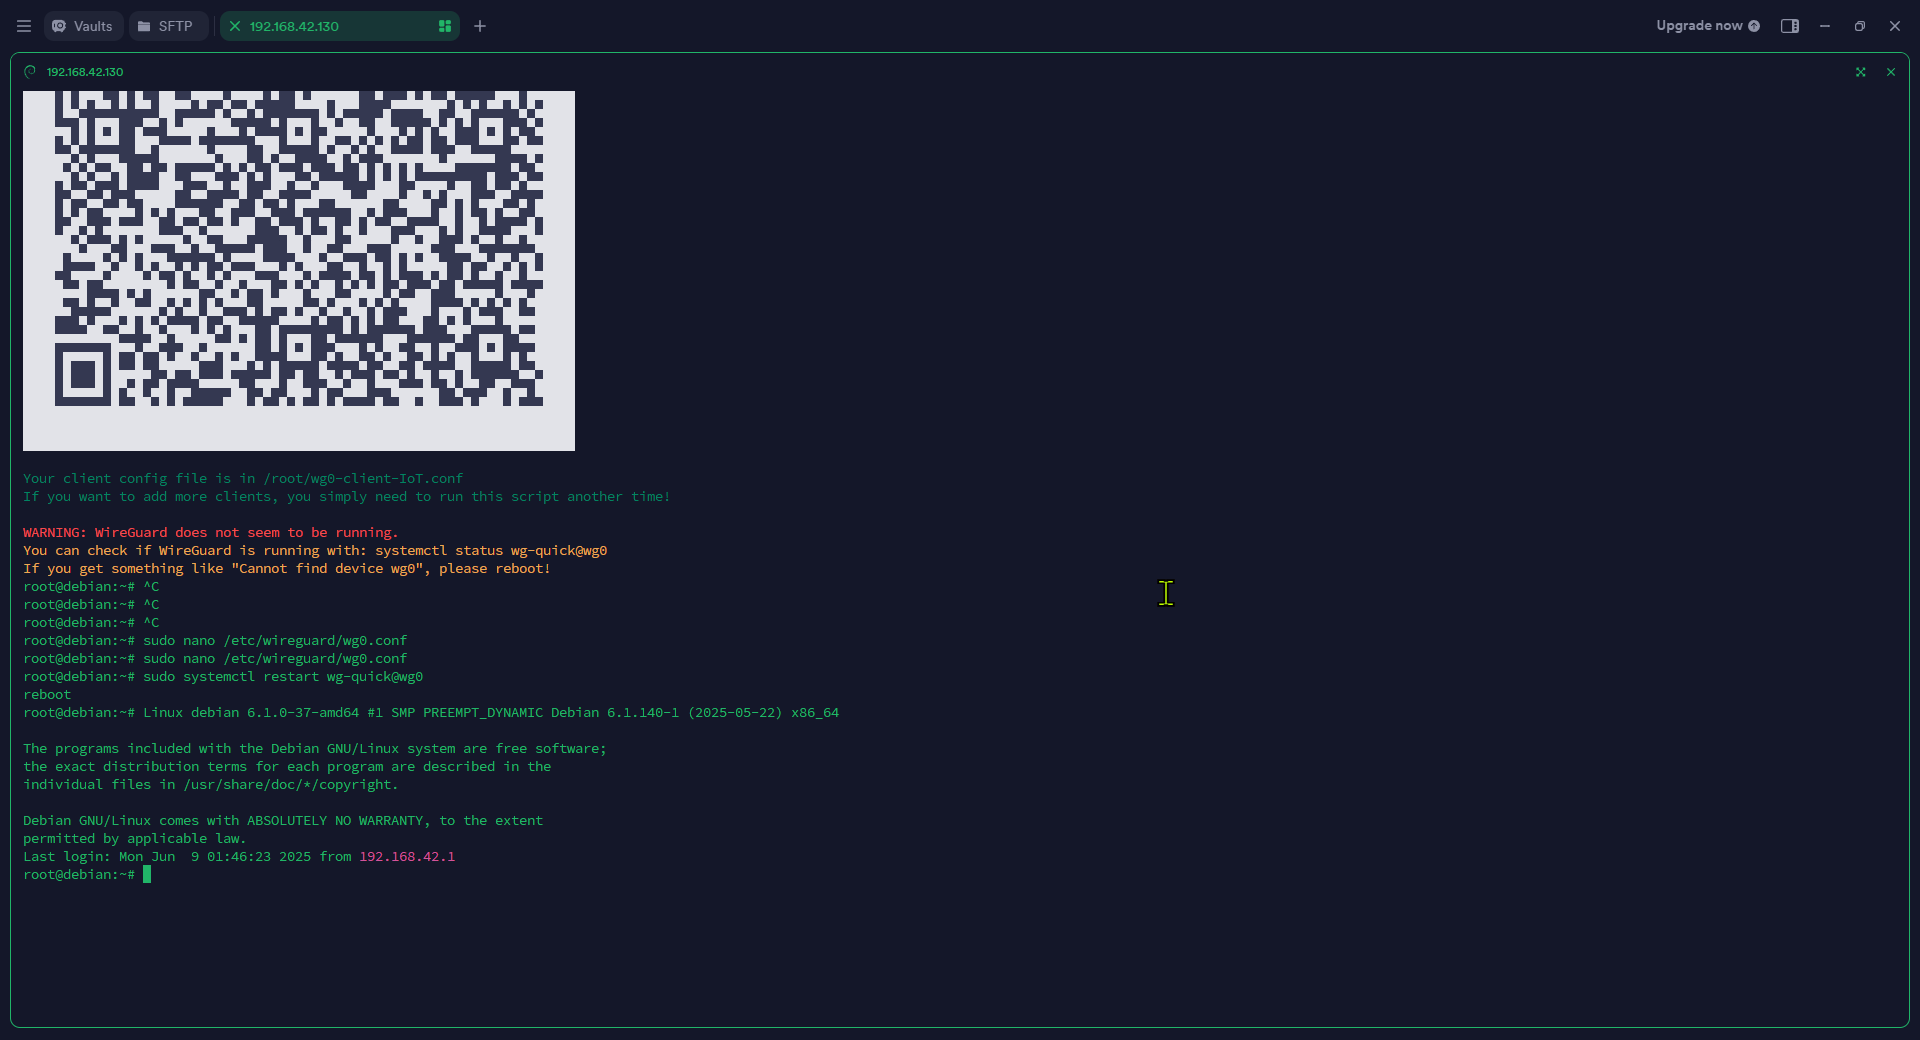 Vaults
SFTP
192.168.42.130
Upgrade now
192.168.42.130
Your client config file is in /root/wg0-client-IoT.conf
If you want to add more clients, you simply need to run this script another time!
WARNING: WireGuard does not seem to be running.
You can check if WireGuard is running with: systemctl status wg-quick@wg0
If you get something like "Cannot find device wg0", please reboot!
root@debian:~# ^C
root@debian:~# ^C
root@debian:~# ^C
root@debian:~# sudo nano /etc/wireguard/wg0.conf
root@debian:~# sudo nano /etc/wireguard/wg0.conf
root@debian:~# sudo systemctl restart wg-quick@wg0
reboot
root@debian:~# Linux debian 6.1.0-37-amd64 #1 SMP PREEMPT_DYNAMIC Debian 6.1.140-1 (2025-05-22) x86_64
The programs included with the Debian GNU/Linux system are free software;
the exact distribution terms for each program are described in the
individual files in /usr/share/doc/*/copyright.
Debian GNU/Linux comes with ABSOLUTELY NO WARRANTY, to the extent
permitted by applicable law.
Last login: Mon Jun  9 01:46:23 2025 from 192.168.42.1
root@debian:~#